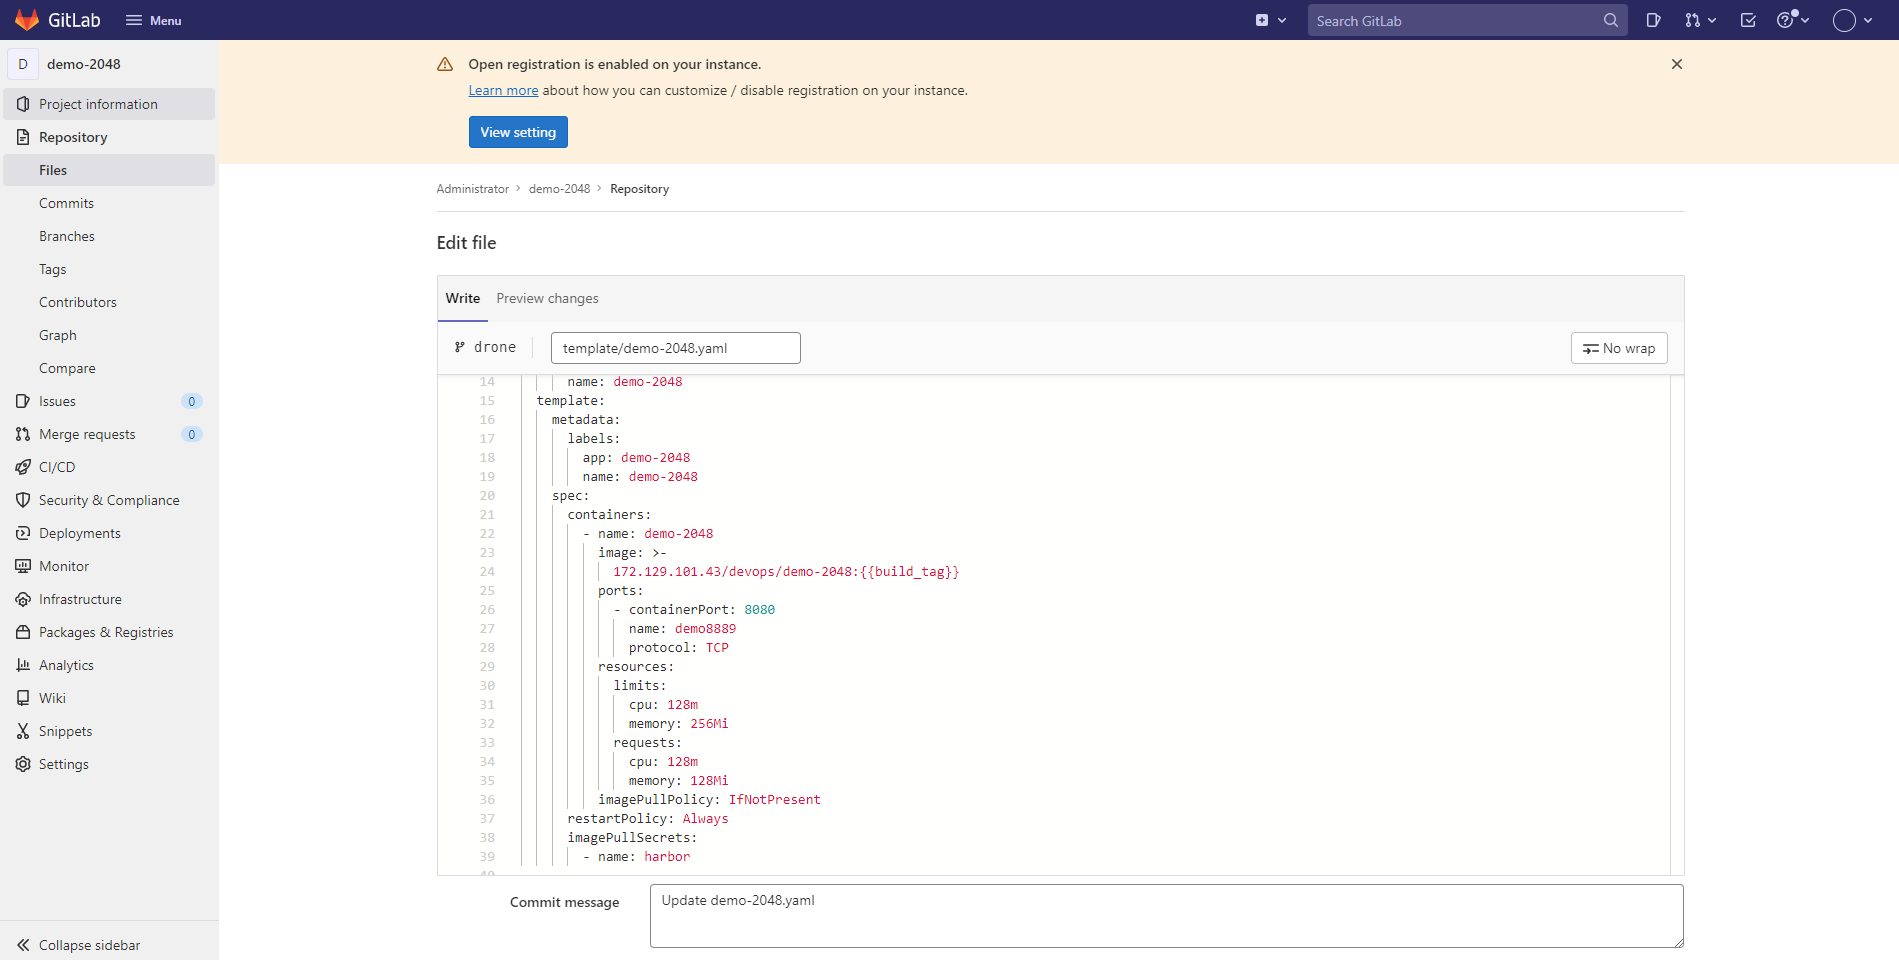 GitLab
Menu
Search GitLab
D demo-2048
Project information
Repository
Files
Commits
Branches
Tags
Contributors
Graph
Compare
Issues 0
Merge requests 0
CI/CD
Security & Compliance
Deployments
Monitor
Infrastructure
Packages & Registries
Analytics
Wiki
Snippets
Settings
Collapse sidebar
Open registration is enabled on your instance.
Learn more about how you can customize / disable registration on your instance.
View setting
Administrator › demo-2048 › Repository
Edit file
Write Preview changes
drone template/demo-2048.yaml No wrap
14 name: demo-2048
15 template:
16 metadata:
17 labels:
18 app: demo-2048
19 name: demo-2048
20 spec:
21 containers:
22 - name: demo-2048
23 image: >-
24 172.129.101.43/devops/demo-2048:{{build_tag}}
25 ports:
26 - containerPort: 8080
27 name: demo8889
28 protocol: TCP
29 resources:
30 limits:
31 cpu: 128m
32 memory: 256Mi
33 requests:
34 cpu: 128m
35 memory: 128Mi
36 imagePullPolicy: IfNotPresent
37 restartPolicy: Always
38 imagePullSecrets:
39 - name: harbor
40
Commit message Update demo-2048.yaml